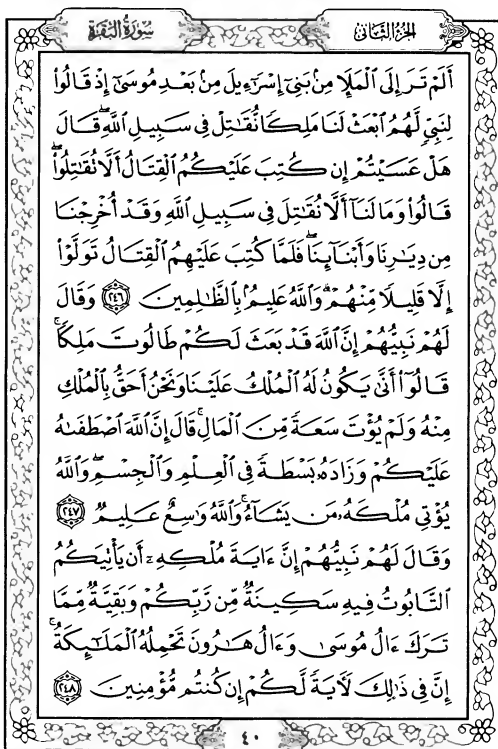 الجزء الثاني
سورة البقرة
أَلَمْ تَرَ إِلَى ٱلْمَلَإِ مِنۢ بَنِىٓ إِسْرَٰٓءِيلَ مِنۢ بَعْدِ مُوسَىٰٓ إِذْ قَالُوا۟
لِنَبِىٍّ لَّهُمُ ٱبْعَثْ لَنَا مَلِكًا نُّقَٰتِلْ فِى سَبِيلِ ٱللَّهِ ۖ قَالَ
هَلْ عَسَيْتُمْ إِن كُتِبَ عَلَيْكُمُ ٱلْقِتَالُ أَلَّا تُقَٰتِلُوا۟ ۖ
قَالُوا۟ وَمَا لَنَآ أَلَّا نُقَٰتِلَ فِى سَبِيلِ ٱللَّهِ وَقَدْ أُخْرِجْنَا
مِن دِيَٰرِنَا وَأَبْنَآئِنَا ۖ فَلَمَّا كُتِبَ عَلَيْهِمُ ٱلْقِتَالُ تَوَلَّوْا۟
إِلَّا قَلِيلًا مِّنْهُمْ ۗ وَٱللَّهُ عَلِيمٌۢ بِٱلظَّٰلِمِينَ ٢٤٦ وَقَالَ
لَهُمْ نَبِيُّهُمْ إِنَّ ٱللَّهَ قَدْ بَعَثَ لَكُمْ طَالُوتَ مَلِكًا ۚ
قَالُوٓا۟ أَنَّىٰ يَكُونُ لَهُ ٱلْمُلْكُ عَلَيْنَا وَنَحْنُ أَحَقُّ بِٱلْمُلْكِ
مِنْهُ وَلَمْ يُؤْتَ سَعَةً مِّنَ ٱلْمَالِ ۚ قَالَ إِنَّ ٱللَّهَ ٱصْطَفَىٰهُ
عَلَيْكُمْ وَزَادَهُۥ بَسْطَةً فِى ٱلْعِلْمِ وَٱلْجِسْمِ ۖ وَٱللَّهُ
يُؤْتِى مُلْكَهُۥ مَن يَشَآءُ ۚ وَٱللَّهُ وَٰسِعٌ عَلِيمٌ ٢٤٧
وَقَالَ لَهُمْ نَبِيُّهُمْ إِنَّ ءَايَةَ مُلْكِهِۦٓ أَن يَأْتِيَكُمُ
ٱلتَّابُوتُ فِيهِ سَكِينَةٌ مِّن رَّبِّكُمْ وَبَقِيَّةٌ مِّمَّا
تَرَكَ ءَالُ مُوسَىٰ وَءَالُ هَٰرُونَ تَحْمِلُهُ ٱلْمَلَٰٓئِكَةُ ۚ
إِنَّ فِى ذَٰلِكَ لَءَايَةً لَّكُمْ إِن كُنتُم مُّؤْمِنِينَ ٢٤٨
٤٠